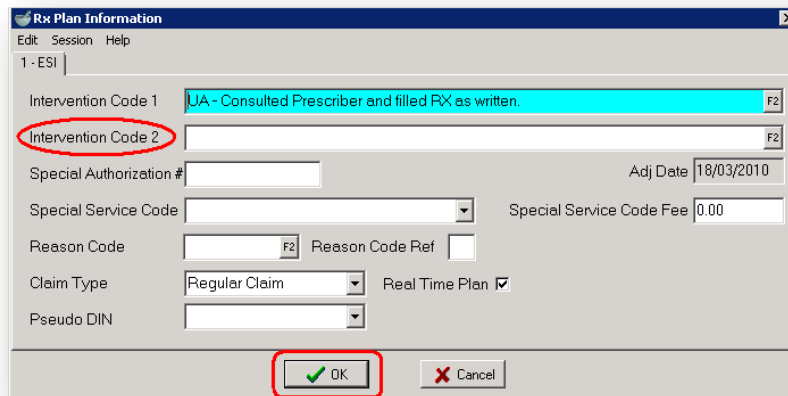 Rx Plan Information
Edit Session Help
1 - ESI
Intervention Code 1 UA - Consulted Prescriber and filled RX as written. F2
Intervention Code 2 F2
Special Authorization # Adj Date 18/03/2010
Special Service Code Special Service Code Fee 0.00
Reason Code F2 Reason Code Ref
Claim Type Regular Claim Real Time Plan
Pseudo DIN
OK Cancel